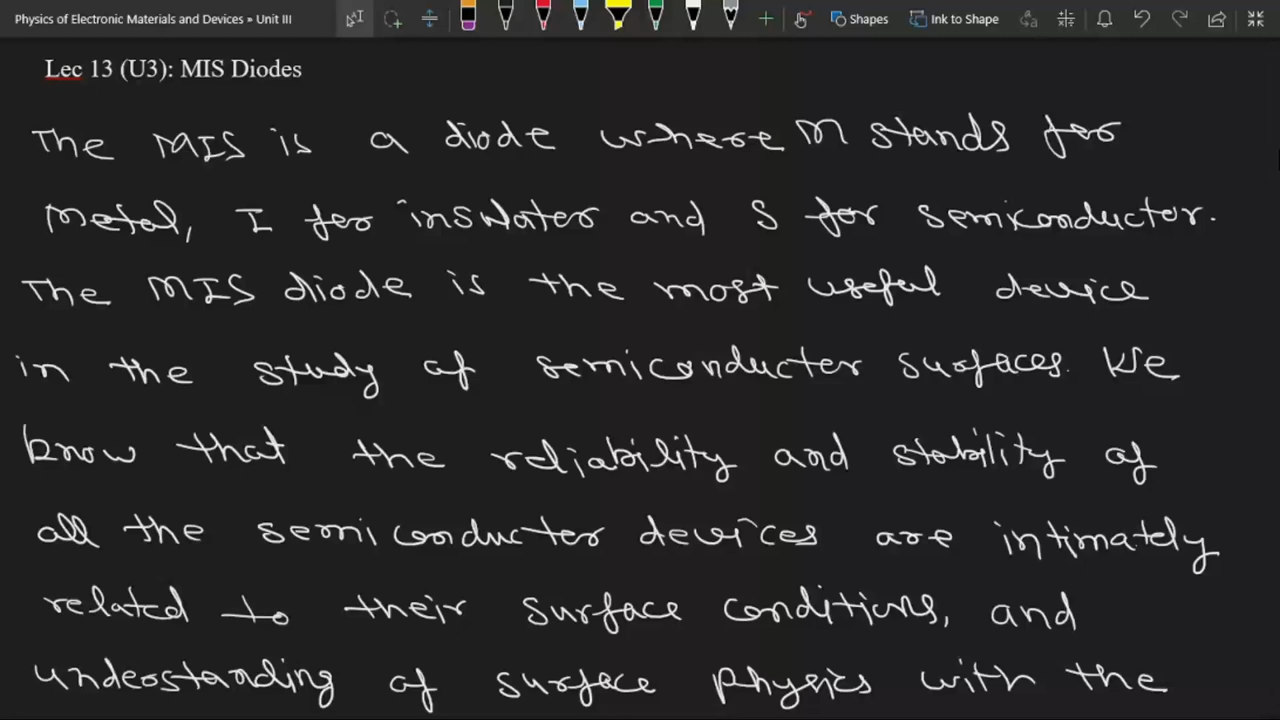 Physics of Electronic Materials and Devices » Unit III
Shapes
Ink to Shape
Lec 13 (U3): MIS Diodes
The MIS is a diode where M stands for
Metal, I for insulator and S for semiconductor.
The MIS diode is the most useful device
in the study of semiconductor surfaces. We
know that the reliability and stability of
all the semiconductor devices are intimately
related to their surface conditions, and
understanding of surface physics with the